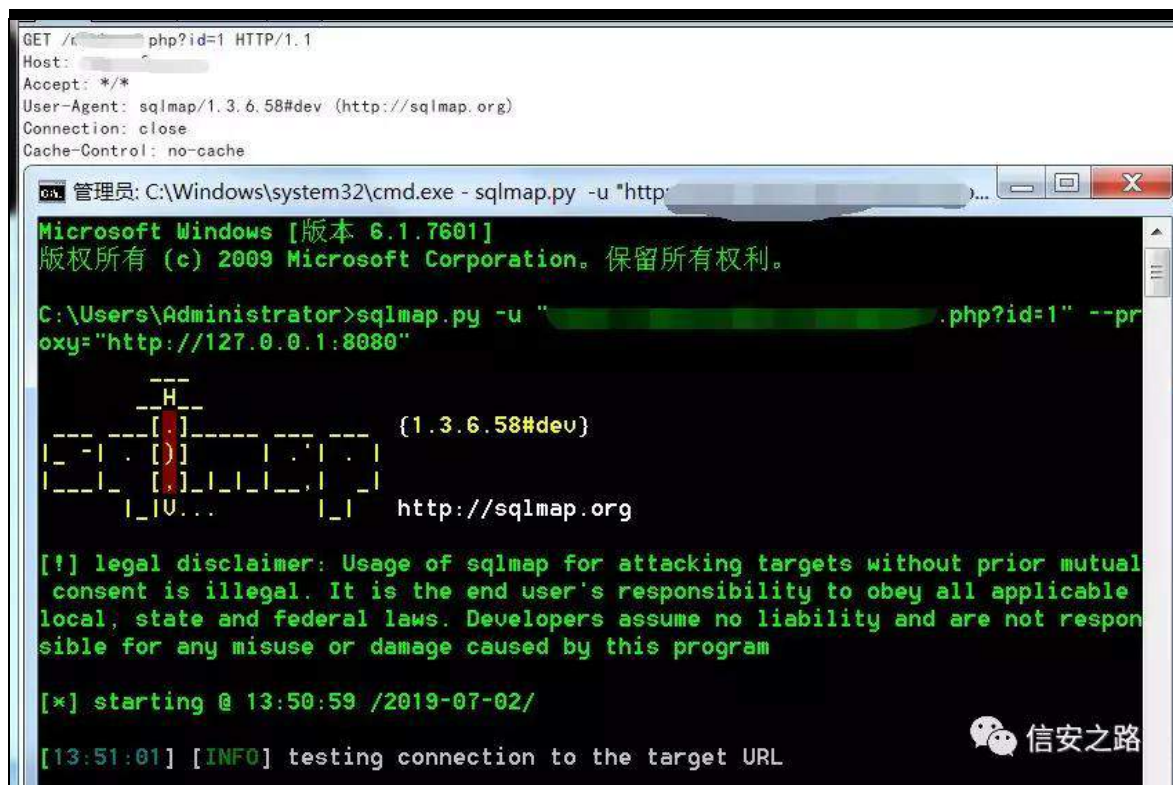 GET / php?id=1 HTTP/1.1
Host:
Accept: */*
User-Agent: sqlmap/1.3.6.58#dev (http://sqlmap.org)
Connection: close
Cache-Control: no-cache
管理员: C:\Windows\system32\cmd.exe - sqlmap.py -u "http ...
Microsoft Windows [版本 6.1.7601]
版权所有 (c) 2009 Microsoft Corporation。保留所有权利。
C:\Users\Administrator>sqlmap.py -u " .php?id=1" --pr
oxy="http://127.0.0.1:8080"
{1.3.6.58#dev}
http://sqlmap.org
[!] legal disclaimer: Usage of sqlmap for attacking targets without prior mutual
consent is illegal. It is the end user's responsibility to obey all applicable
local, state and federal laws. Developers assume no liability and are not respon
sible for any misuse or damage caused by this program
[*] starting @ 13:50:59 /2019-07-02/
[13:51:01] [INFO] testing connection to the target URL
信安之路